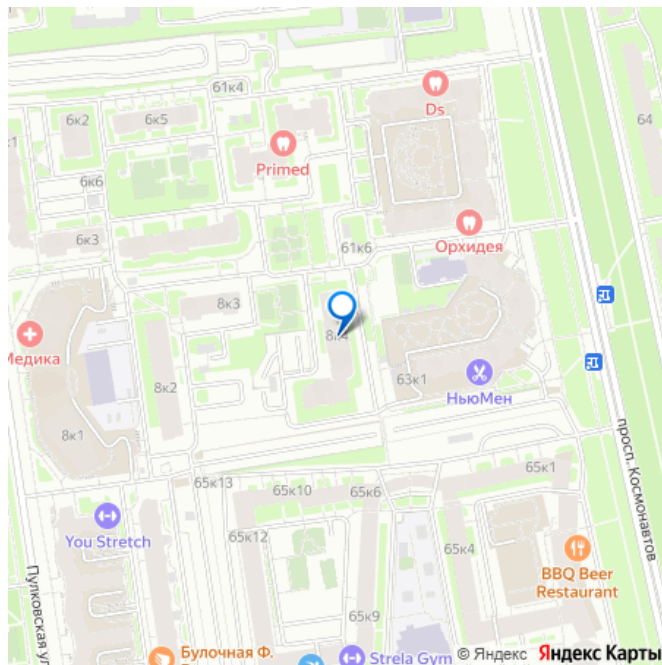 61к4
Ds
64
6к2
6к5
к1
Primed
6к6
6к3
61к6
Орхидея
8к3
8к4
Медика
8к2
63к1
НьюМен
8к1
просп. Космонавтов
65к13
65к10
65к6
65к1
You Stretch
65к12
65к4
BBQ Beer
Restaurant
Пулковская ул
65к9
Булочная Ф.
Strela Gym
© Яндекс Яндекс Карты